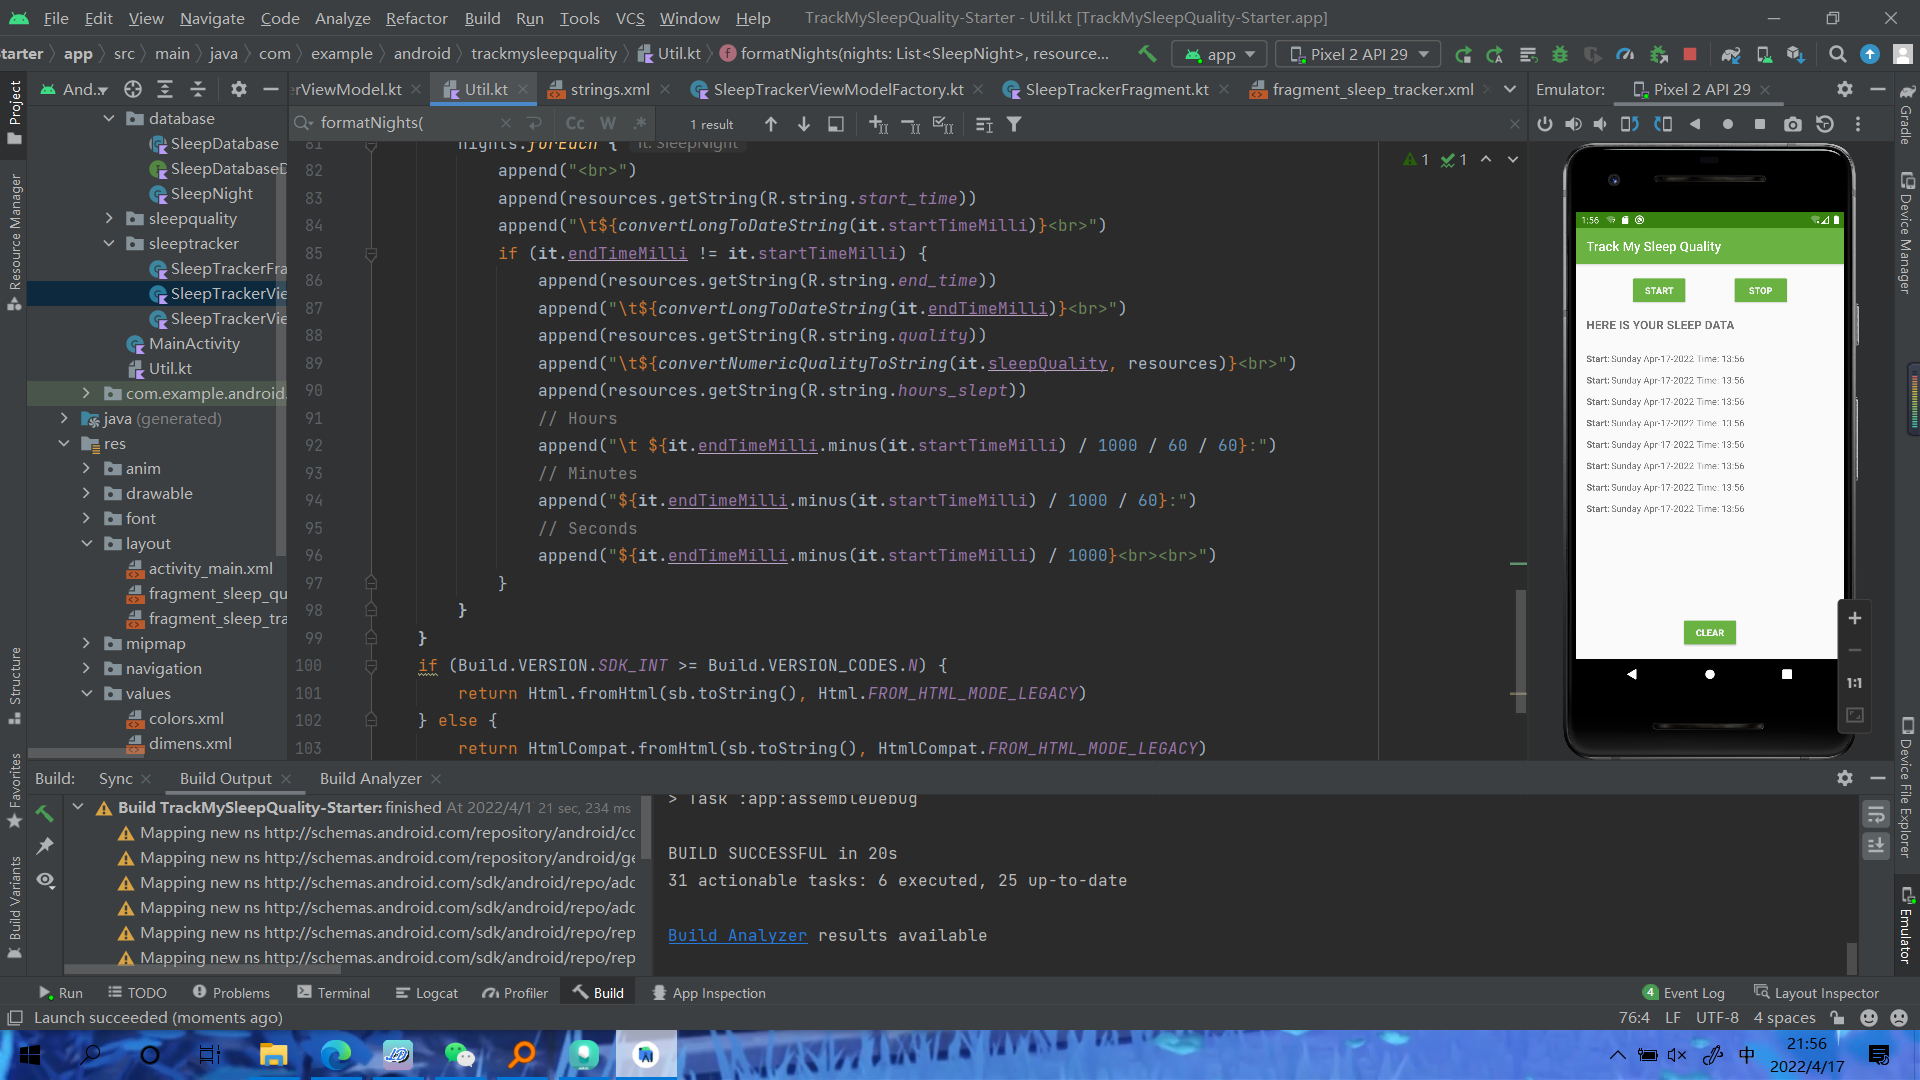 File Edit View Navigate Code Analyze Refactor Build Run Tools VCS Window Help TrackMySleepQuality-Starter - Util.kt [TrackMySleepQuality-Starter.app]
Starter app src main java com example android trackmysleepquality Util.kt formatNights(nights: List<SleepNight>, resource... app Pixel 2 API 29
And... erViewModel.kt Util.kt strings.xml SleepTrackerViewModelFactory.kt SleepTrackerFragment.kt fragment_sleep_tracker.xml Emulator: Pixel 2 API 29
Project
Resource Manager
Structure
Favorites
Build Variants
database
SleepDatabase
SleepDatabaseD
SleepNight
sleepquality
sleeptracker
SleepTrackerFra
SleepTrackerVie
SleepTrackerVie
MainActivity
Util.kt
com.example.android.
java (generated)
res
anim
drawable
font
layout
activity_main.xml
fragment_sleep_qu
fragment_sleep_tra
mipmap
navigation
values
colors.xml
dimens.xml
formatNights( Cc W .* 1 result
1 1
81 nights.forEach { it: SleepNight
82 append("<br>")
83 append(resources.getString(R.string.start_time))
84 append("\t${convertLongToDateString(it.startTimeMilli)}<br>")
85 if (it.endTimeMilli != it.startTimeMilli) {
86 append(resources.getString(R.string.end_time))
87 append("\t${convertLongToDateString(it.endTimeMilli)}<br>")
88 append(resources.getString(R.string.quality))
89 append("\t${convertNumericQualityToString(it.sleepQuality, resources)}<br>")
90 append(resources.getString(R.string.hours_slept))
91 // Hours
92 append("\t ${it.endTimeMilli.minus(it.startTimeMilli) / 1000 / 60 / 60}:")
93 // Minutes
94 append("${it.endTimeMilli.minus(it.startTimeMilli) / 1000 / 60}:")
95 // Seconds
96 append("${it.endTimeMilli.minus(it.startTimeMilli) / 1000}<br><br>")
97 }
98 }
99 }
100 if (Build.VERSION.SDK_INT >= Build.VERSION_CODES.N) {
101 return Html.fromHtml(sb.toString(), Html.FROM_HTML_MODE_LEGACY)
102 } else {
103 return HtmlCompat.fromHtml(sb.toString(), HtmlCompat.FROM_HTML_MODE_LEGACY)
1:56
Track My Sleep Quality
START STOP
HERE IS YOUR SLEEP DATA
Start: Sunday Apr-17-2022 Time: 13:56
Start: Sunday Apr-17-2022 Time: 13:56
Start: Sunday Apr-17-2022 Time: 13:56
Start: Sunday Apr-17-2022 Time: 13:56
Start: Sunday Apr-17-2022 Time: 13:56
Start: Sunday Apr-17-2022 Time: 13:56
Start: Sunday Apr-17-2022 Time: 13:56
Start: Sunday Apr-17-2022 Time: 13:56
CLEAR
1:1
Gradle
Device Manager
Device File Explorer
Emulator
Build: Sync Build Output Build Analyzer
Build TrackMySleepQuality-Starter: finished At 2022/4/1 21 sec, 234 ms
Mapping new ns http://schemas.android.com/repository/android/co
Mapping new ns http://schemas.android.com/repository/android/ge
Mapping new ns http://schemas.android.com/sdk/android/repo/add
Mapping new ns http://schemas.android.com/sdk/android/repo/add
Mapping new ns http://schemas.android.com/sdk/android/repo/rep
Mapping new ns http://schemas.android.com/sdk/android/repo/rep
> Task :app:assembleDebug
BUILD SUCCESSFUL in 20s
31 actionable tasks: 6 executed, 25 up-to-date
Build Analyzer results available
Run TODO Problems Terminal Logcat Profiler Build App Inspection 4 Event Log Layout Inspector
Launch succeeded (moments ago) 76:4 LF UTF-8 4 spaces
中 21:56
2022/4/17